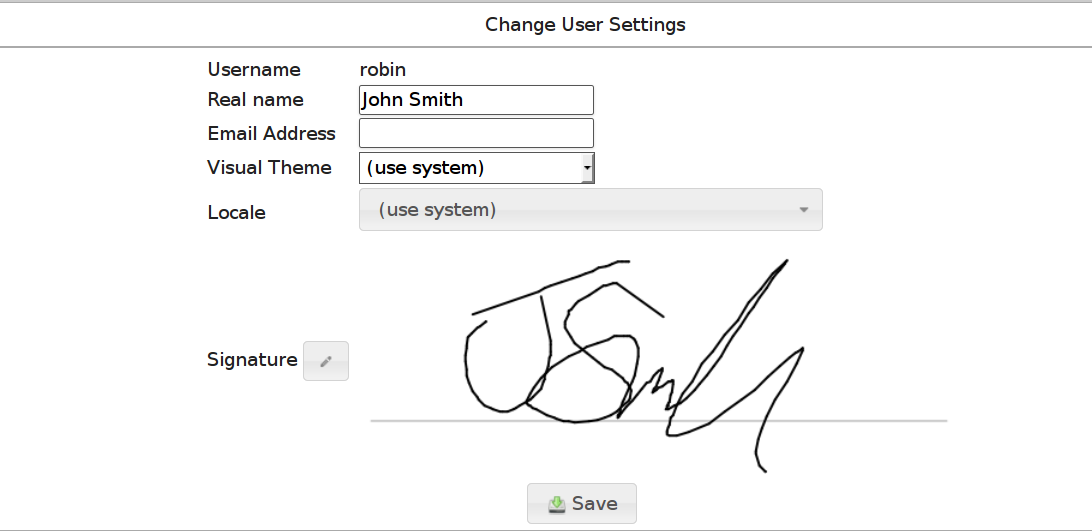 Change User Settings
Username robin
Real name John Smith
Email Address
Visual Theme (use system)
Locale (use system)
Signature
Save